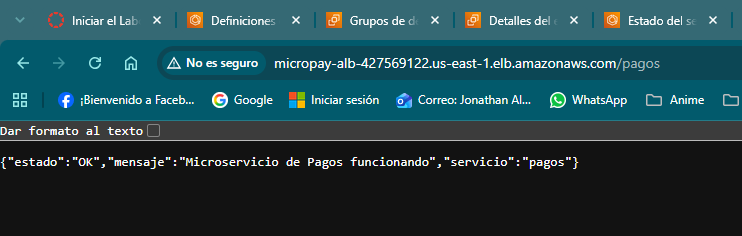 Iniciar el Lab
Definiciones
Grupos de de
Detalles del e
Estado del se
No es seguro
micropay-alb-427569122.us-east-1.elb.amazonaws.com/pagos
¡Bienvenido a Faceb...
Google
Iniciar sesión
Correo: Jonathan Al...
WhatsApp
Anime
Dar formato al texto
{"estado":"OK","mensaje":"Microservicio de Pagos funcionando","servicio":"pagos"}